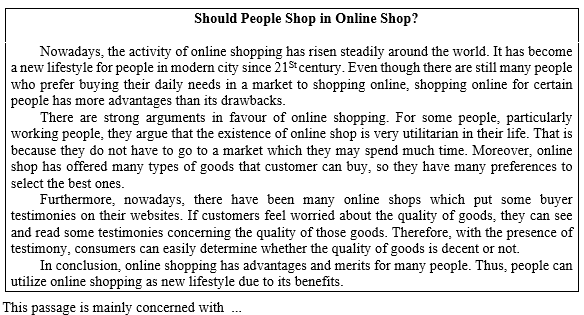 Should People Shop in Online Shop?
Nowadays, the activity of online shopping has risen steadily around the world. It has become
a new lifestyle for people in modern city since 21St century. Even though there are still many people
who prefer buying their daily needs in a market to shopping online, shopping online for certain
people has more advantages than its drawbacks.
There are strong arguments in favour of online shopping. For some people, particularly
working people, they argue that the existence of online shop is very utilitarian in their life. That is
because they do not have to go to a market which they may spend much time. Moreover, online
shop has offered many types of goods that customer can buy, so they have many preferences to
select the best ones.
Furthermore, nowadays, there have been many online shops which put some buyer
testimonies on their websites. If customers feel worried about the quality of goods, they can see
and read some testimonies concerning the quality of those goods. Therefore, with the presence of
testimony, consumers can easily determine whether the quality of goods is decent or not.
In conclusion, online shopping has advantages and merits for many people. Thus, people can
utilize online shopping as new lifestyle due to its benefits.
This passage is mainly concerned with ...